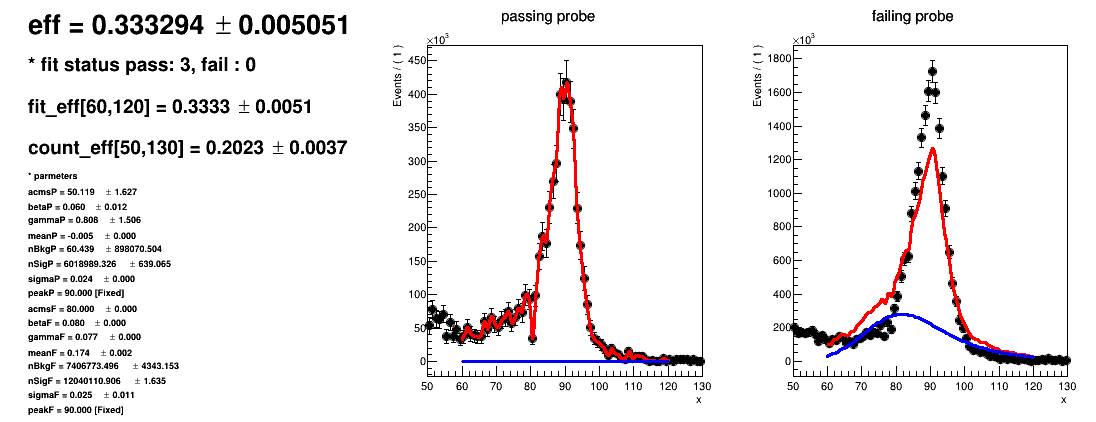 eff = 0.333294 ± 0.005051
* fit status pass: 3, fail : 0
fit_eff[60,120] = 0.3333 ± 0.0051
count_eff[50,130] = 0.2023 ± 0.0037
* parmeters
acmsP = 50.119 ± 1.627
betaP = 0.060 ± 0.012
gammaP = 0.808 ± 1.506
meanP = -0.005 ± 0.000
nBkgP = 60.439 ± 898070.504
nSigP = 6018989.326 ± 639.065
sigmaP = 0.024 ± 0.000
peakP = 90.000 [Fixed]
acmsF = 80.000 ± 0.000
betaF = 0.080 ± 0.000
gammaF = 0.077 ± 0.000
meanF = 0.174 ± 0.002
nBkgF = 7406773.496 ± 4343.153
nSigF = 12040110.906 ± 1.635
sigmaF = 0.025 ± 0.011
peakF = 90.000 [Fixed]
passing probe
×10³
Events / ( 1 )
450
400
350
300
250
200
150
100
50
0
50 60 70 80 90 100 110 120 130
x
failing probe
×10³
Events / ( 1 )
1800
1600
1400
1200
1000
800
600
400
200
0
50 60 70 80 90 100 110 120 130
x